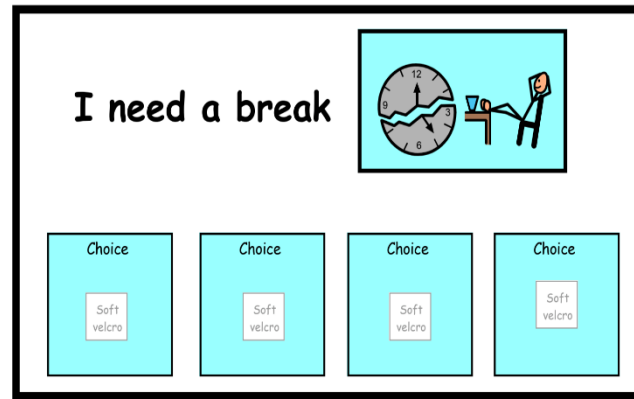 I need a break
12
9
3
6
Choice Choice Choice Choice
Soft Soft Soft Soft
velcro velcro velcro velcro